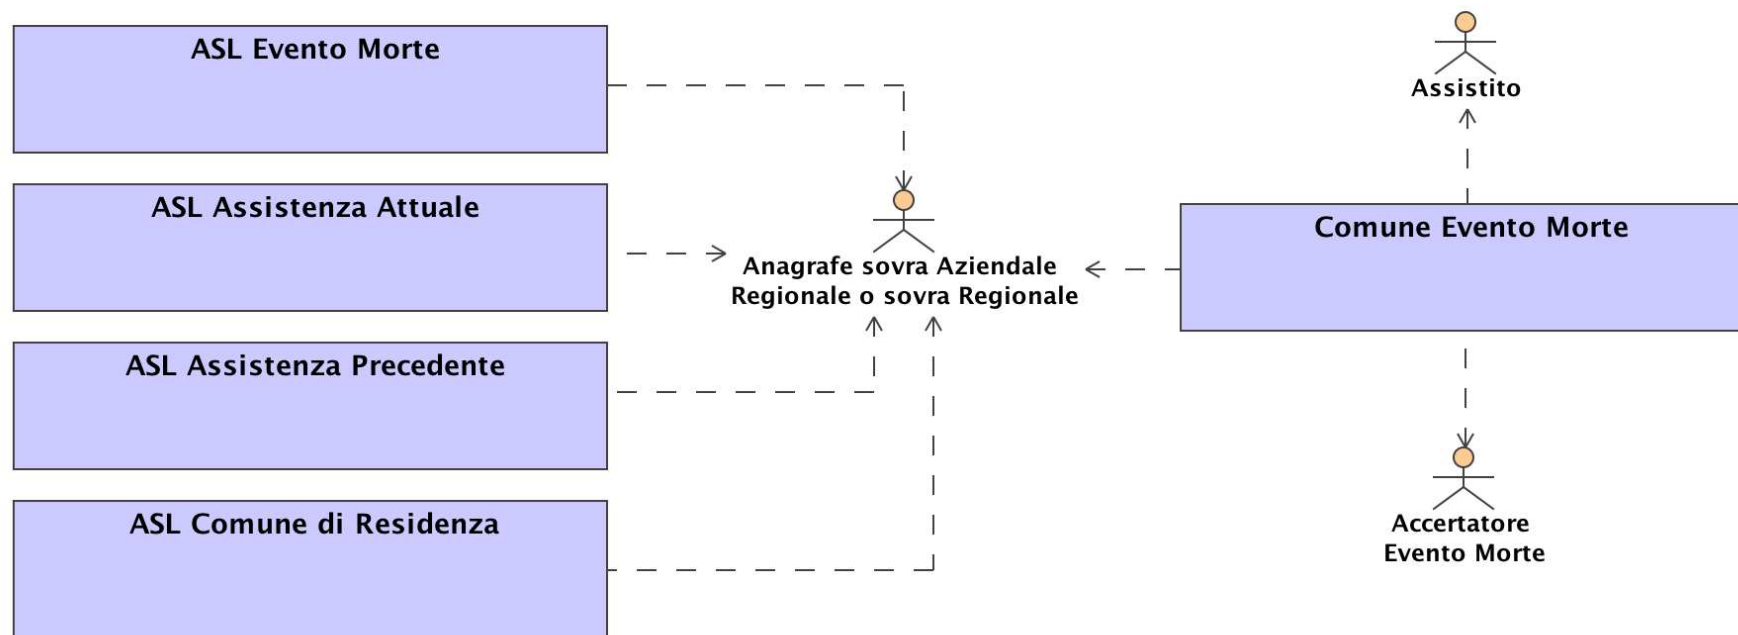 ASL Evento Morte
ASL Assistenza Attuale
ASL Assistenza Precedente
ASL Comune di Residenza
Anagrafe sovra Aziendale
Regionale o sovra Regionale
Assistito
Comune Evento Morte
Accertatore
Evento Morte